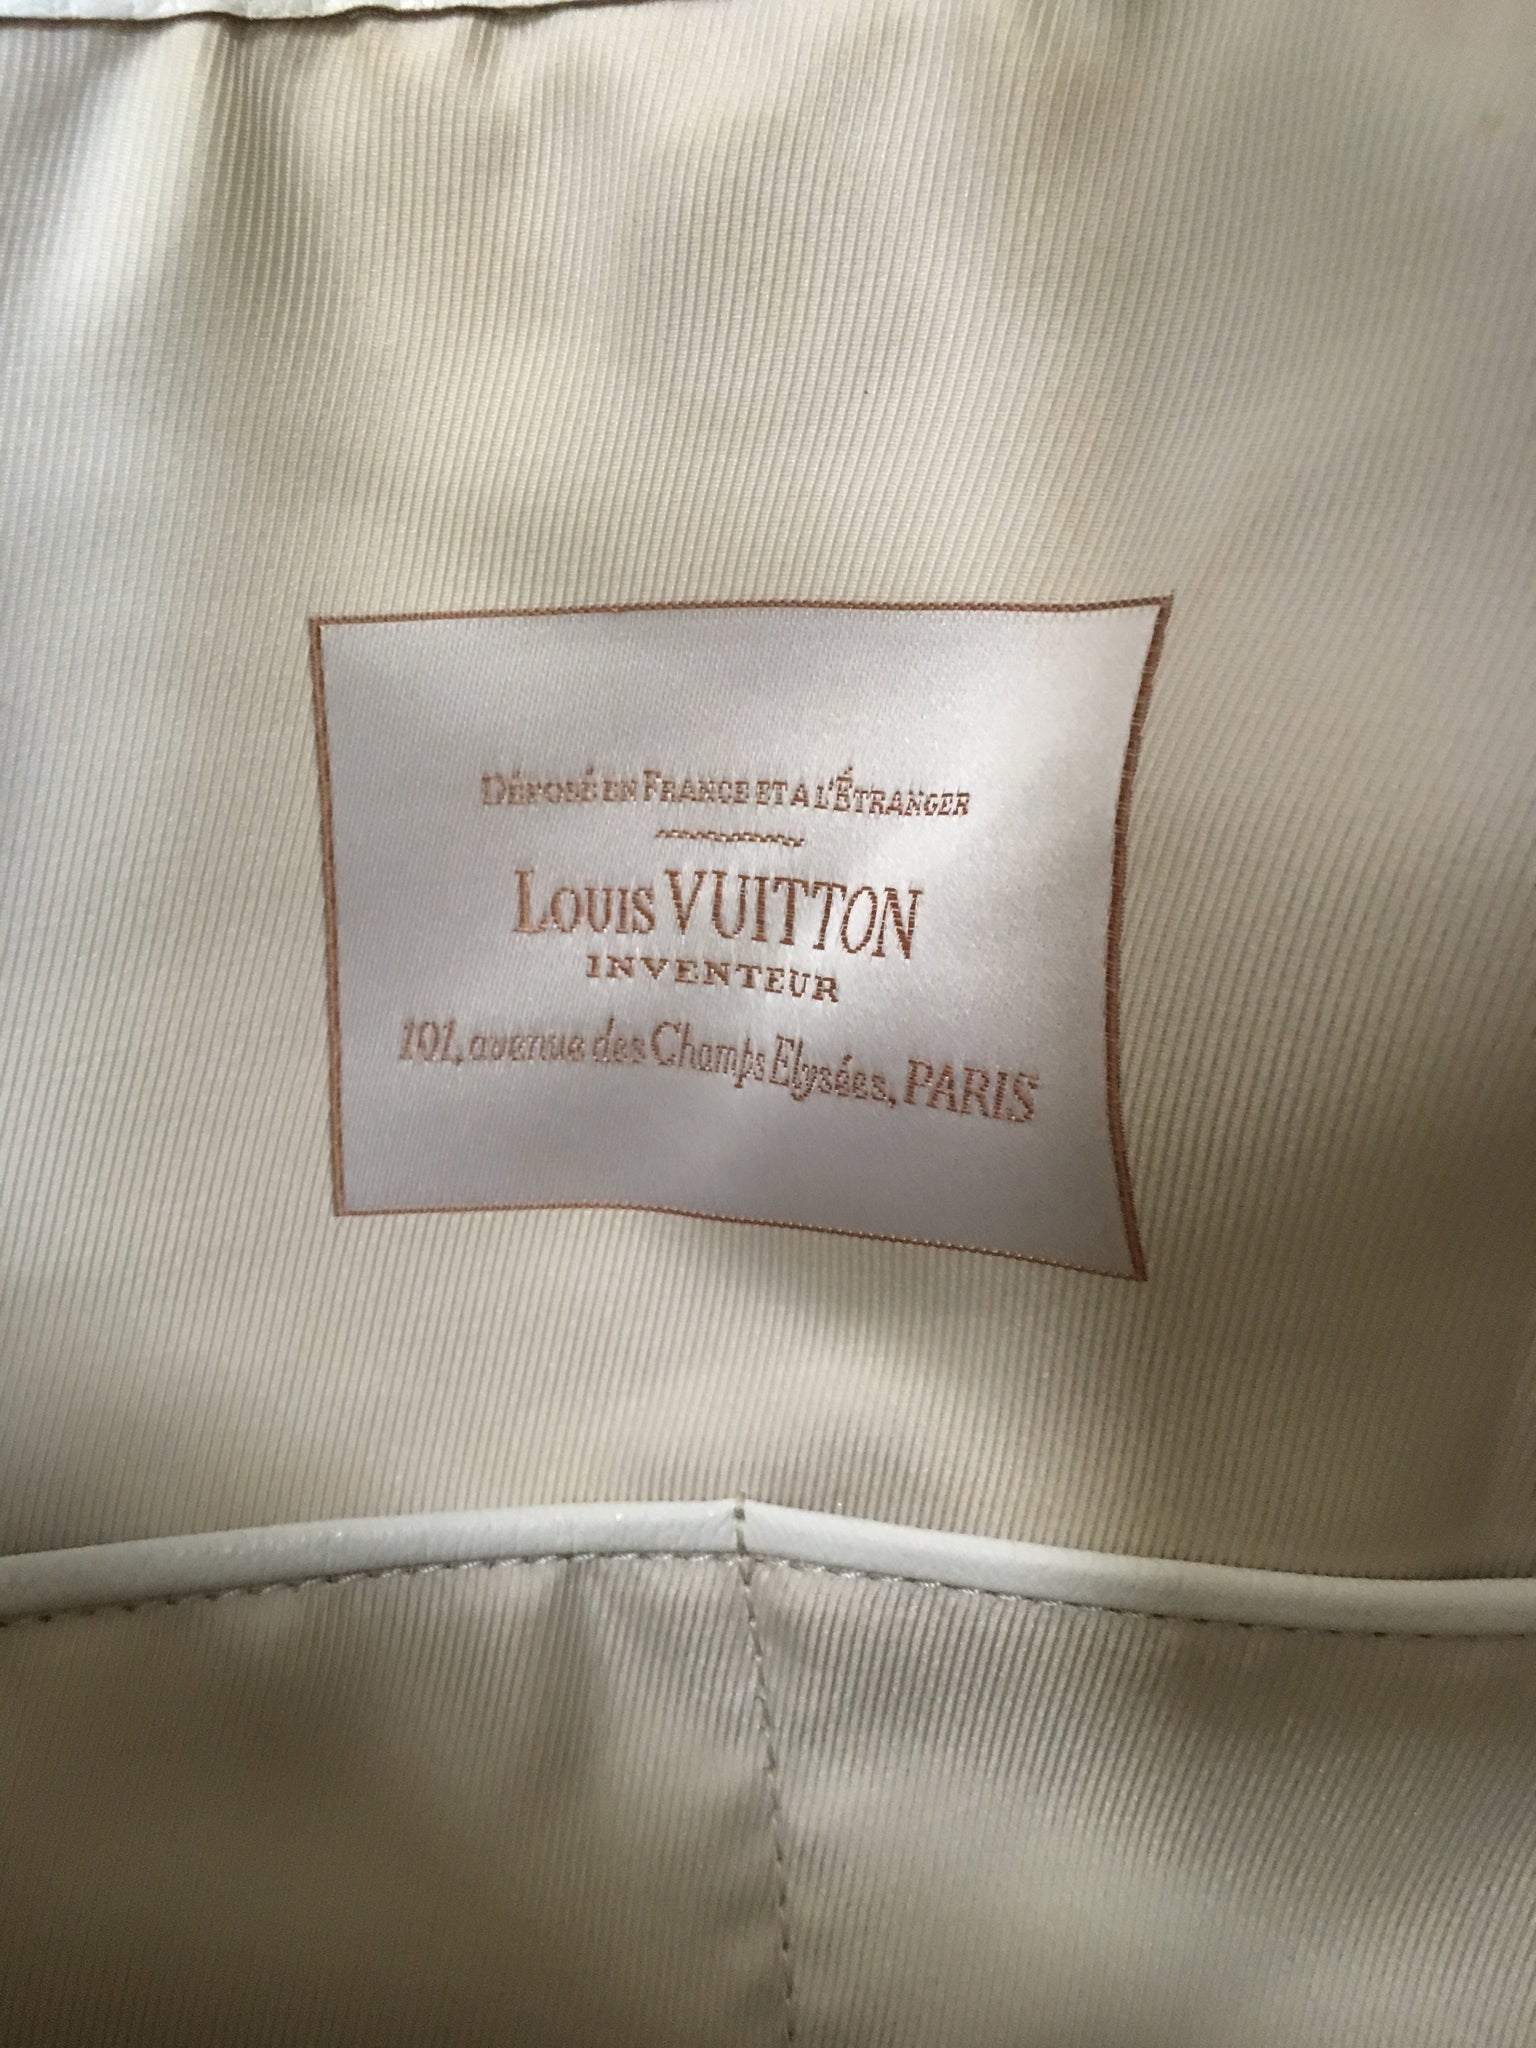 DÉPOSÉ EN FRANCE ET A L'ÉTRANGER
LOUIS VUITTON
INVENTEUR
101, avenue des Champs Elysées, PARIS